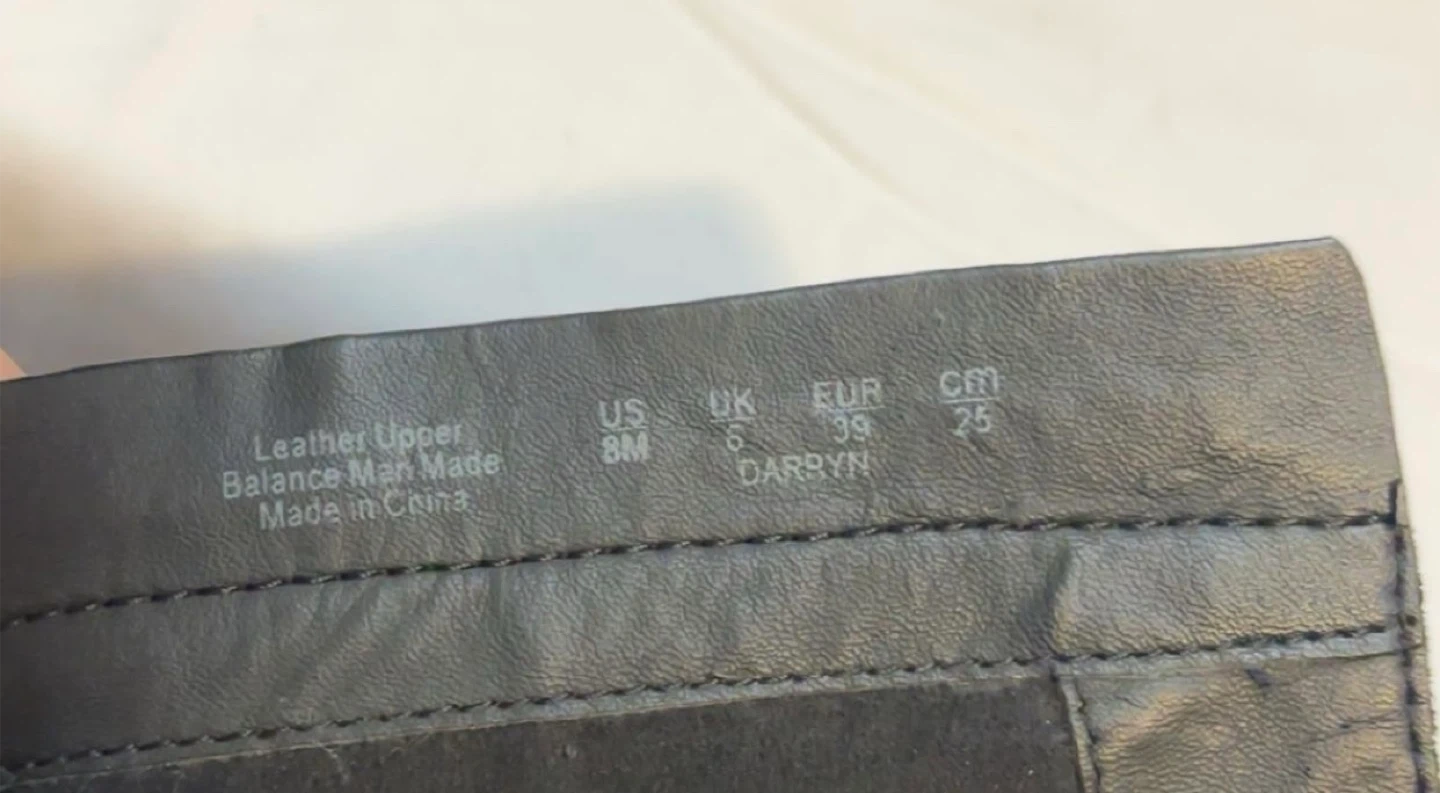 Leather Upper
Balance Man Made
Made in China
US UK EUR cm
8M 6 39 25
DARRYN